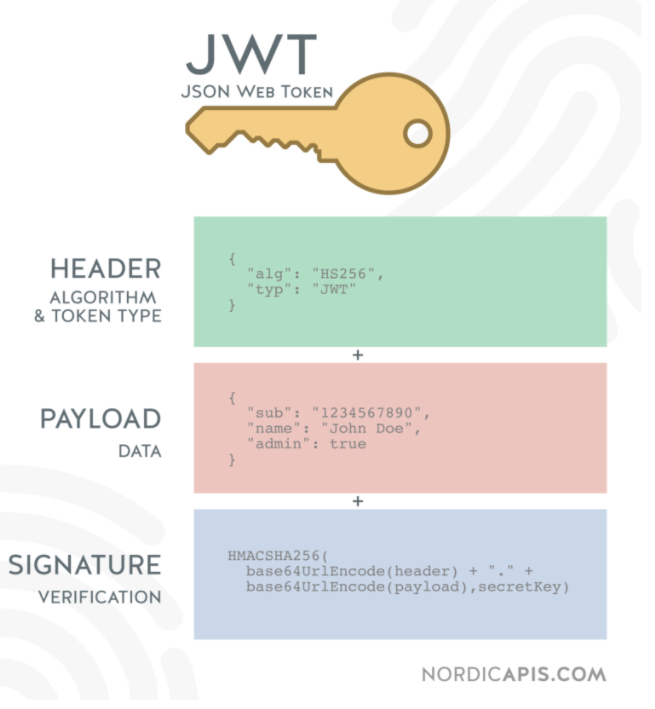 JWT
JSON WEB TOKEN
HEADER
ALGORITHM
& TOKEN TYPE
{
  "alg": "HS256",
  "typ": "JWT"
}
+
PAYLOAD
DATA
{
  "sub": "1234567890",
  "name": "John Doe",
  "admin": true
}
+
SIGNATURE
VERIFICATION
HMACSHA256(
  base64UrlEncode(header) + "." +
  base64UrlEncode(payload),secretKey)
NORDICAPIS.COM